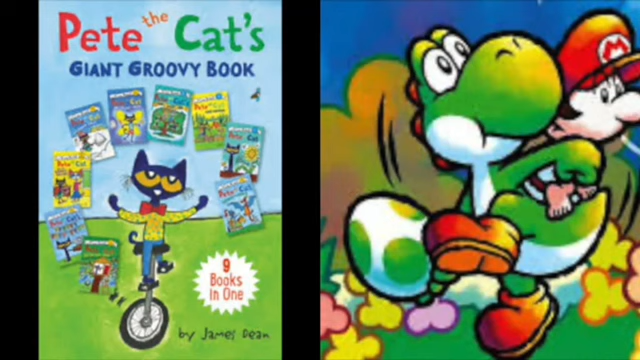 Pete the Cat's
GIANT GROOVY BOOK
9
Books
in One
by James Dean
M